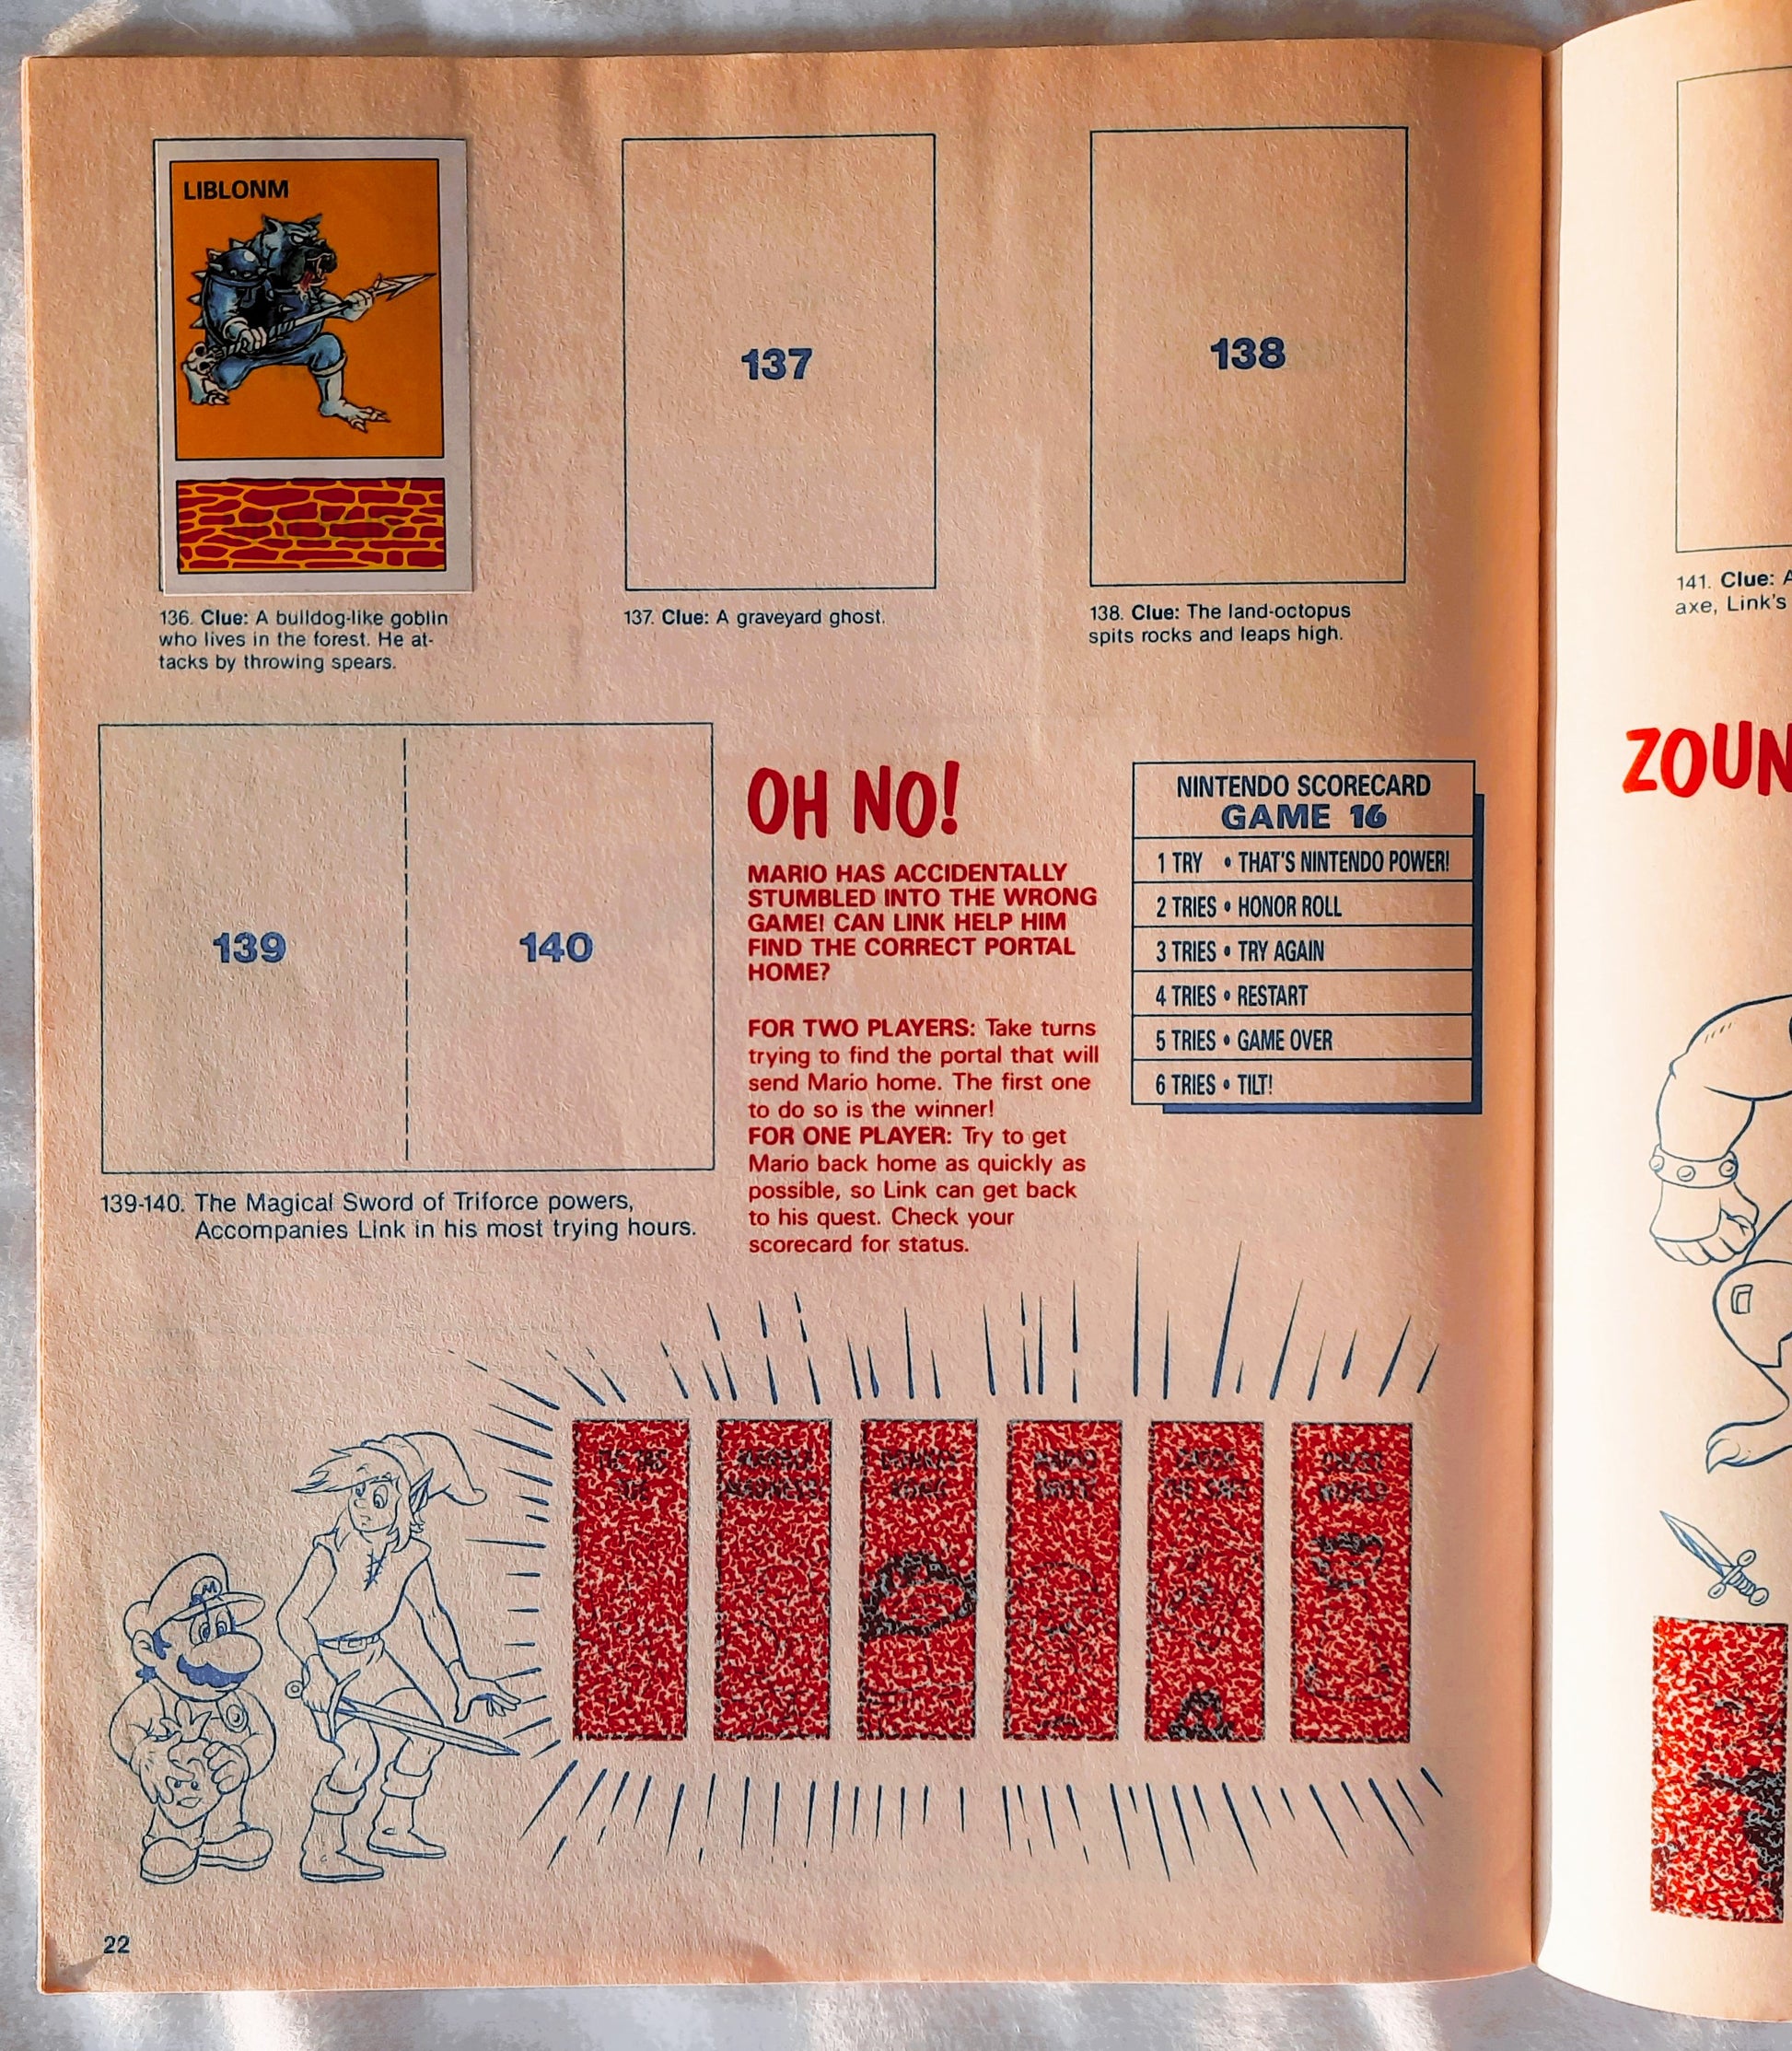 LIBLONM
137
138
136. Clue: A bulldog-like goblin
who lives in the forest. He at-
tacks by throwing spears.
137. Clue: A graveyard ghost.
138. Clue: The land-octopus
spits rocks and leaps high.
139
140
139-140. The Magical Sword of Triforce powers,
Accompanies Link in his most trying hours.
OH NO!
MARIO HAS ACCIDENTALLY
STUMBLED INTO THE WRONG
GAME! CAN LINK HELP HIM
FIND THE CORRECT PORTAL
HOME?
FOR TWO PLAYERS: Take turns
trying to find the portal that will
send Mario home. The first one
to do so is the winner!
FOR ONE PLAYER: Try to get
Mario back home as quickly as
possible, so Link can get back
to his quest. Check your
scorecard for status.
NINTENDO SCORECARD
GAME 16
1 TRY • THAT'S NINTENDO POWER!
2 TRIES • HONOR ROLL
3 TRIES • TRY AGAIN
4 TRIES • RESTART
5 TRIES • GAME OVER
6 TRIES • TILT!
M
22
141. Clue: A
axe, Link's
ZOUN